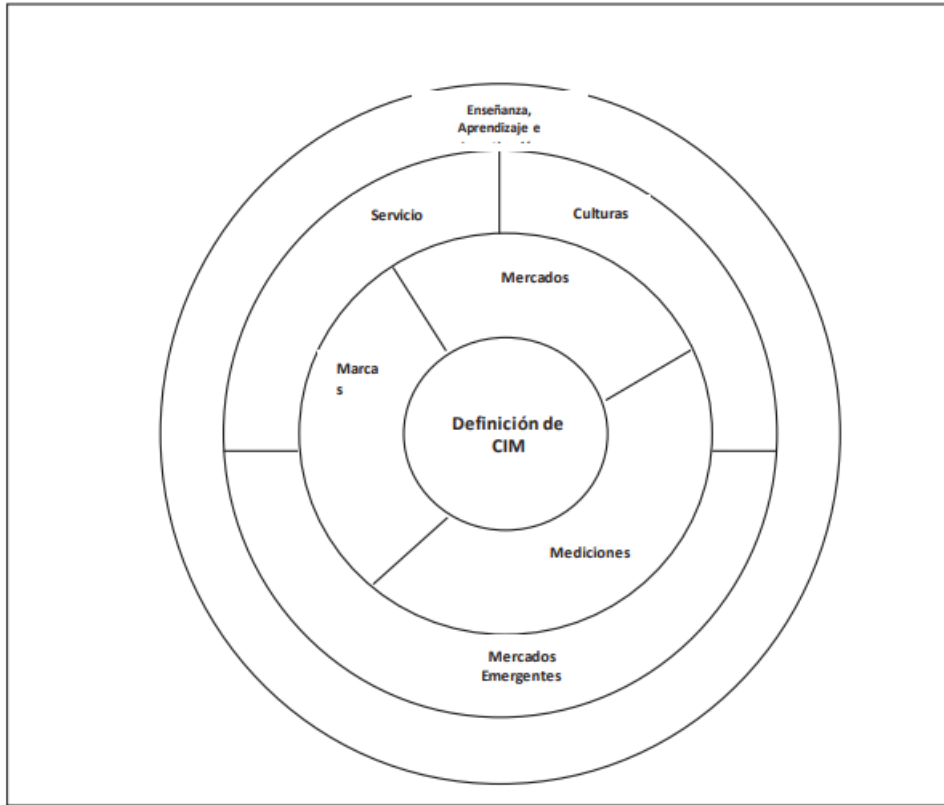 Enseñanza,
Aprendizaje e
Servicio
Culturas
Mercados
Marca
s
Definición de
CIM
Mediciones
Mercados
Emergentes